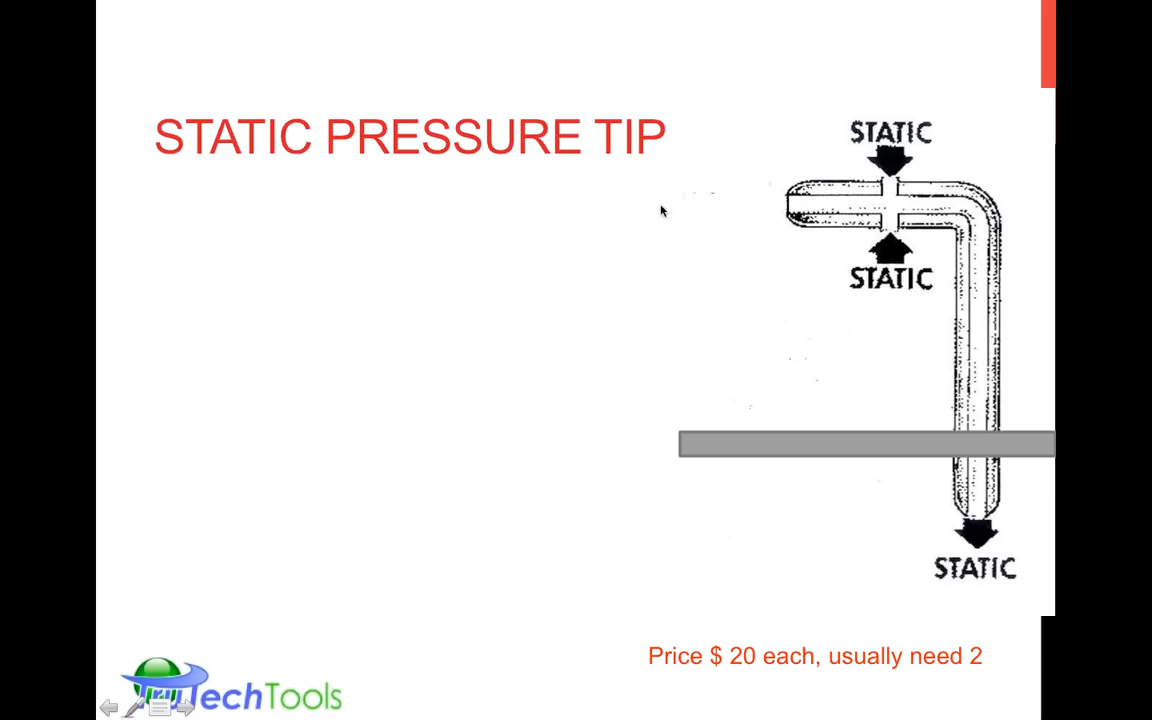 STATIC PRESSURE TIP
STATIC
STATIC
STATIC
Price $ 20 each, usually need 2
TruTechTools